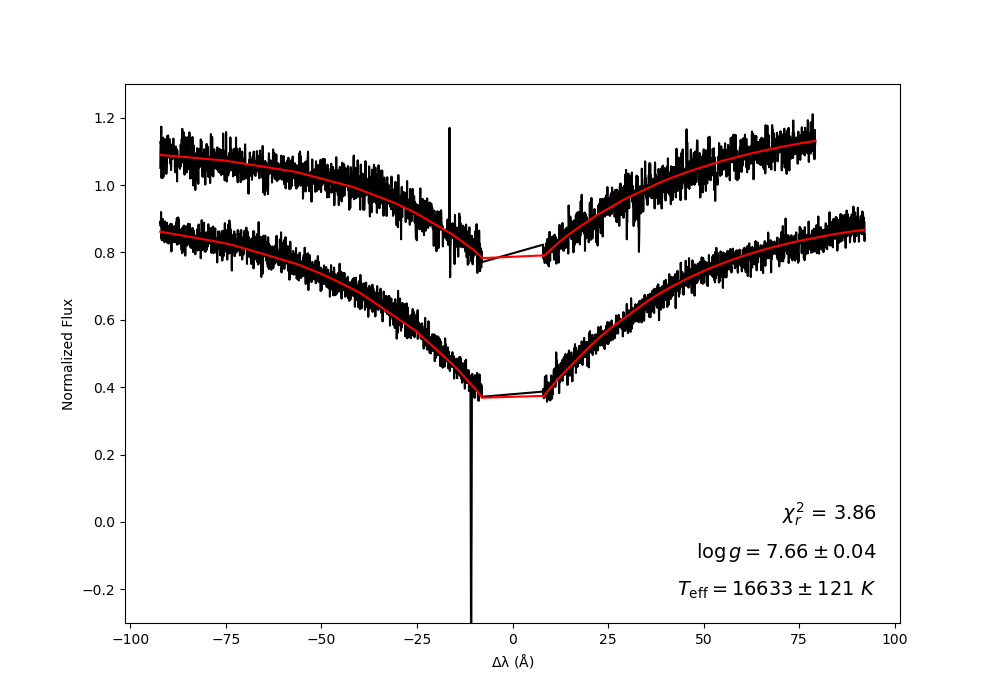 1.2
1.0
0.8
0.6
0.4
0.2
0.0
−0.2
Normalized Flux
χ²ᵣ = 3.86
log g = 7.66 ± 0.04
T_eff = 16633 ± 121 K
−100 −75 −50 −25 0 25 50 75 100
Δλ (Å)